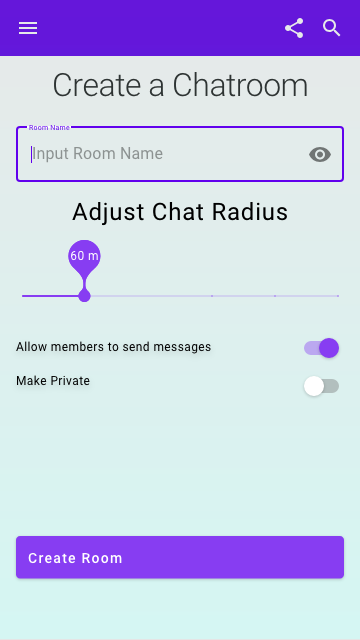 Create a Chatroom
Room Name
Input Room Name
Adjust Chat Radius
60 m
Allow members to send messages
Make Private
Create Room